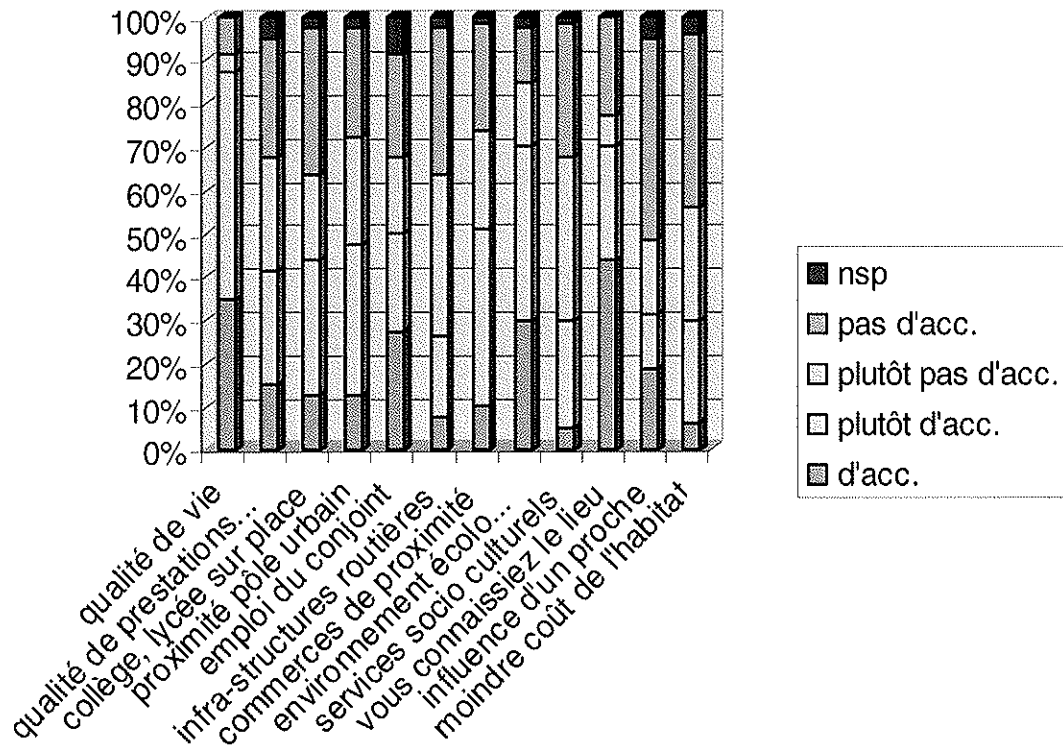 100%
90%
80%
70%
60%
50%
40%
30%
20%
10%
0%
qualité de vie
qualité de prestations...
collège, lycée sur place
proximité pôle urbain
emploi du conjoint
infra-structures routières
commerces de proximité
environnement écolo...
services socio culturels
vous connaissiez le lieu
influence d'un proche
moindre coût de l'habitat
nsp
pas d'acc.
plutôt pas d'acc.
plutôt d'acc.
d'acc.